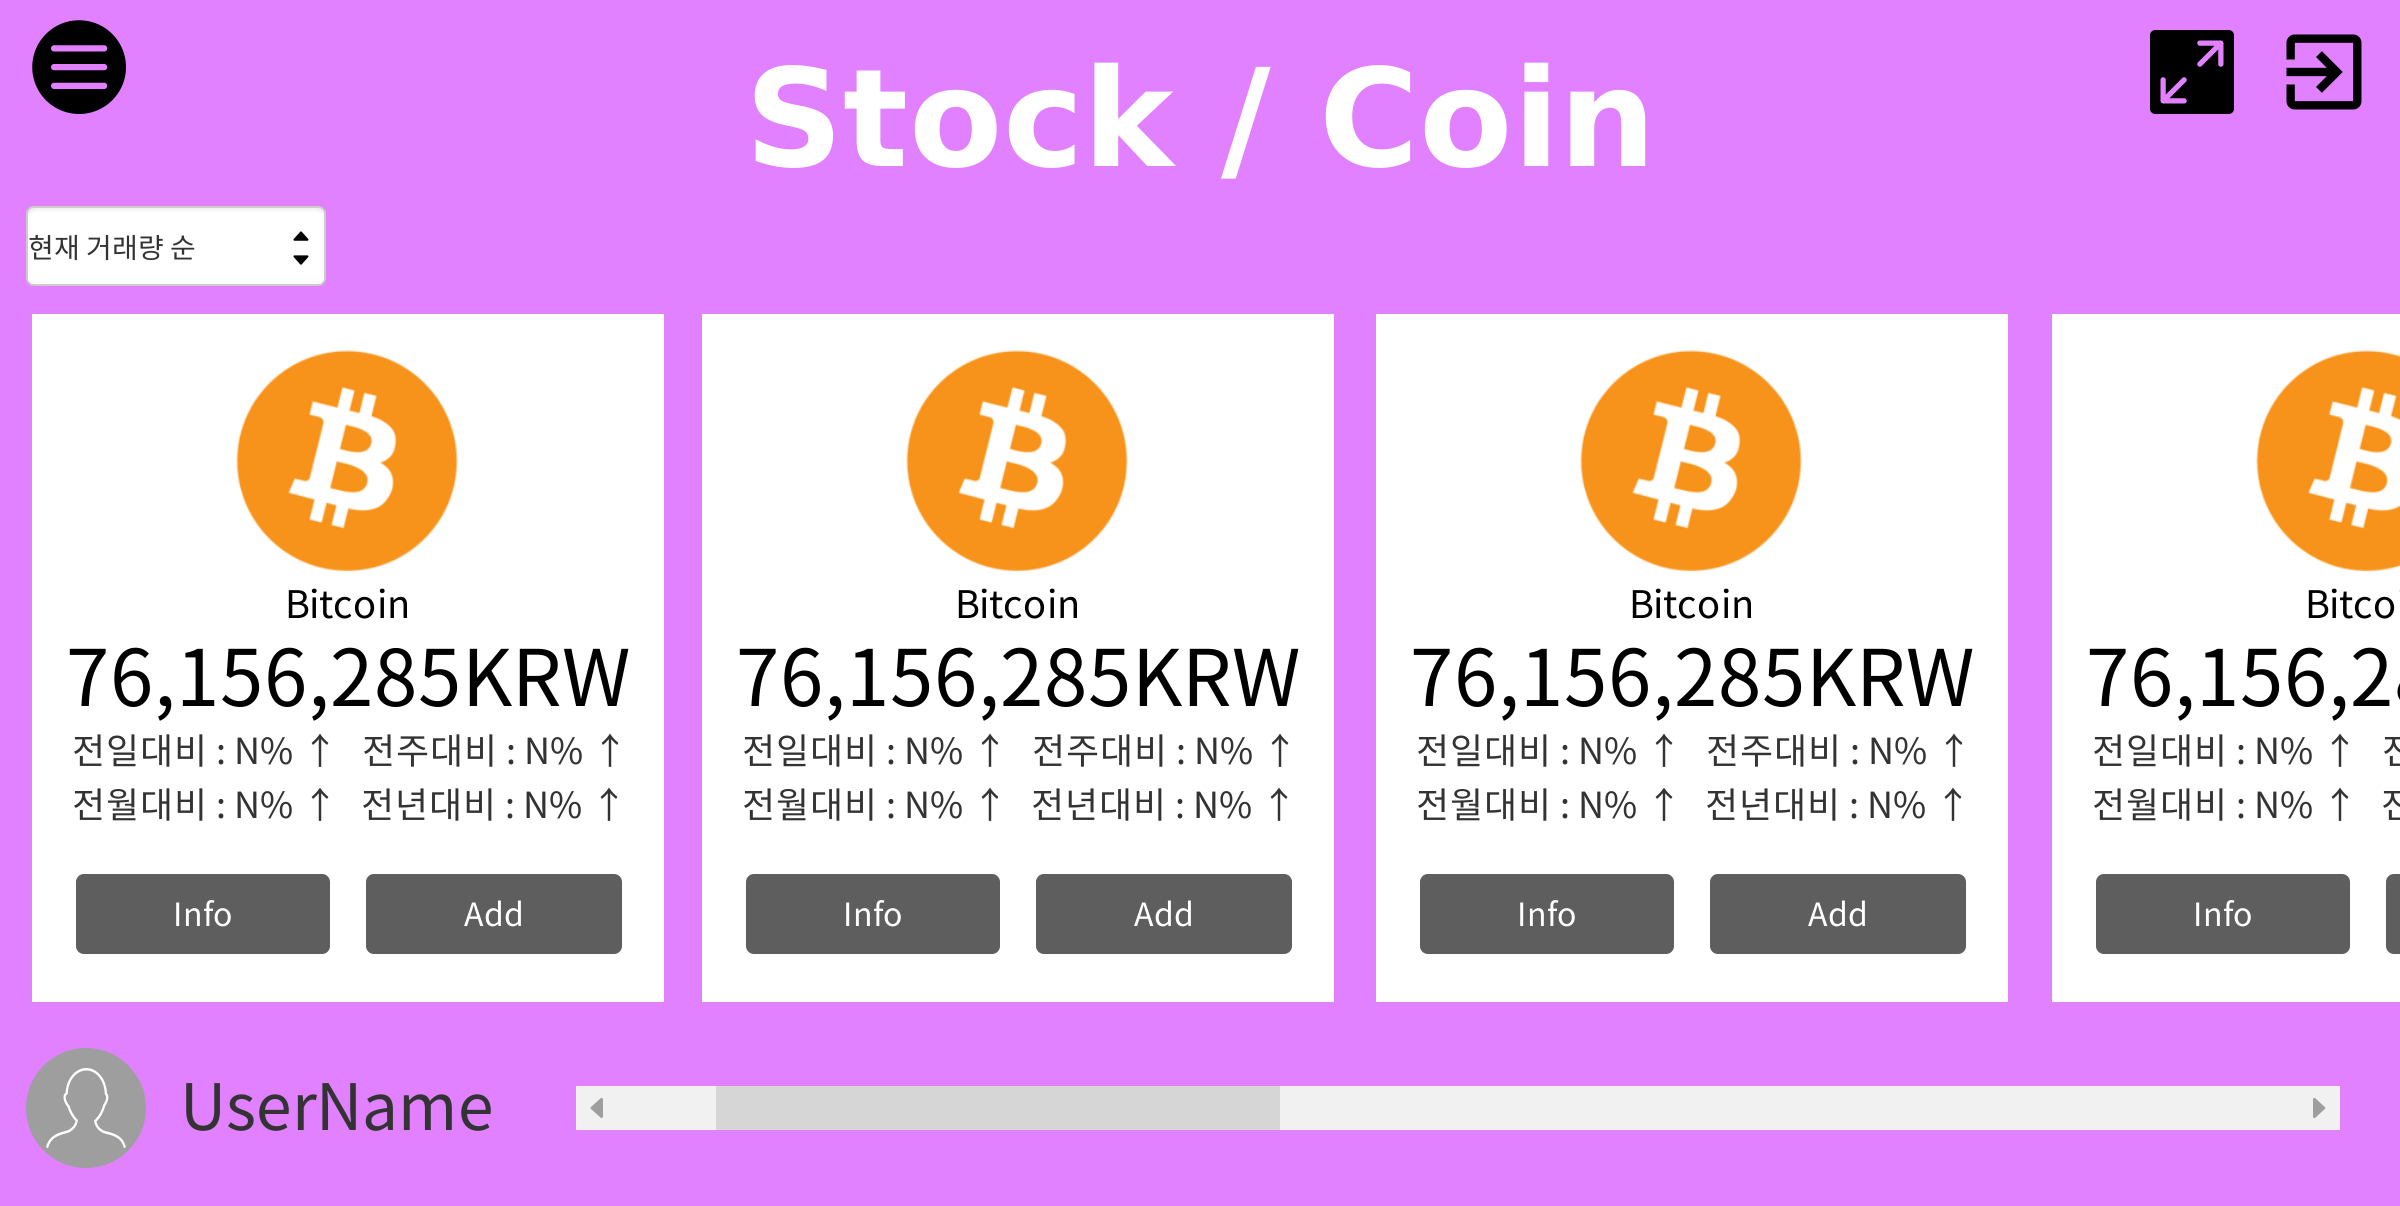 Stock / Coin
현재 거래량 순
Bitcoin
76,156,285KRW
전일대비 : N% ↑ 전주대비 : N% ↑
전월대비 : N% ↑ 전년대비 : N% ↑
Info Add
Bitcoin
76,156,285KRW
전일대비 : N% ↑ 전주대비 : N% ↑
전월대비 : N% ↑ 전년대비 : N% ↑
Info Add
Bitcoin
76,156,285KRW
전일대비 : N% ↑ 전주대비 : N% ↑
전월대비 : N% ↑ 전년대비 : N% ↑
Info Add
Bitco
76,156,2
전일대비 : N% ↑
전월대비 : N% ↑
Info
UserName